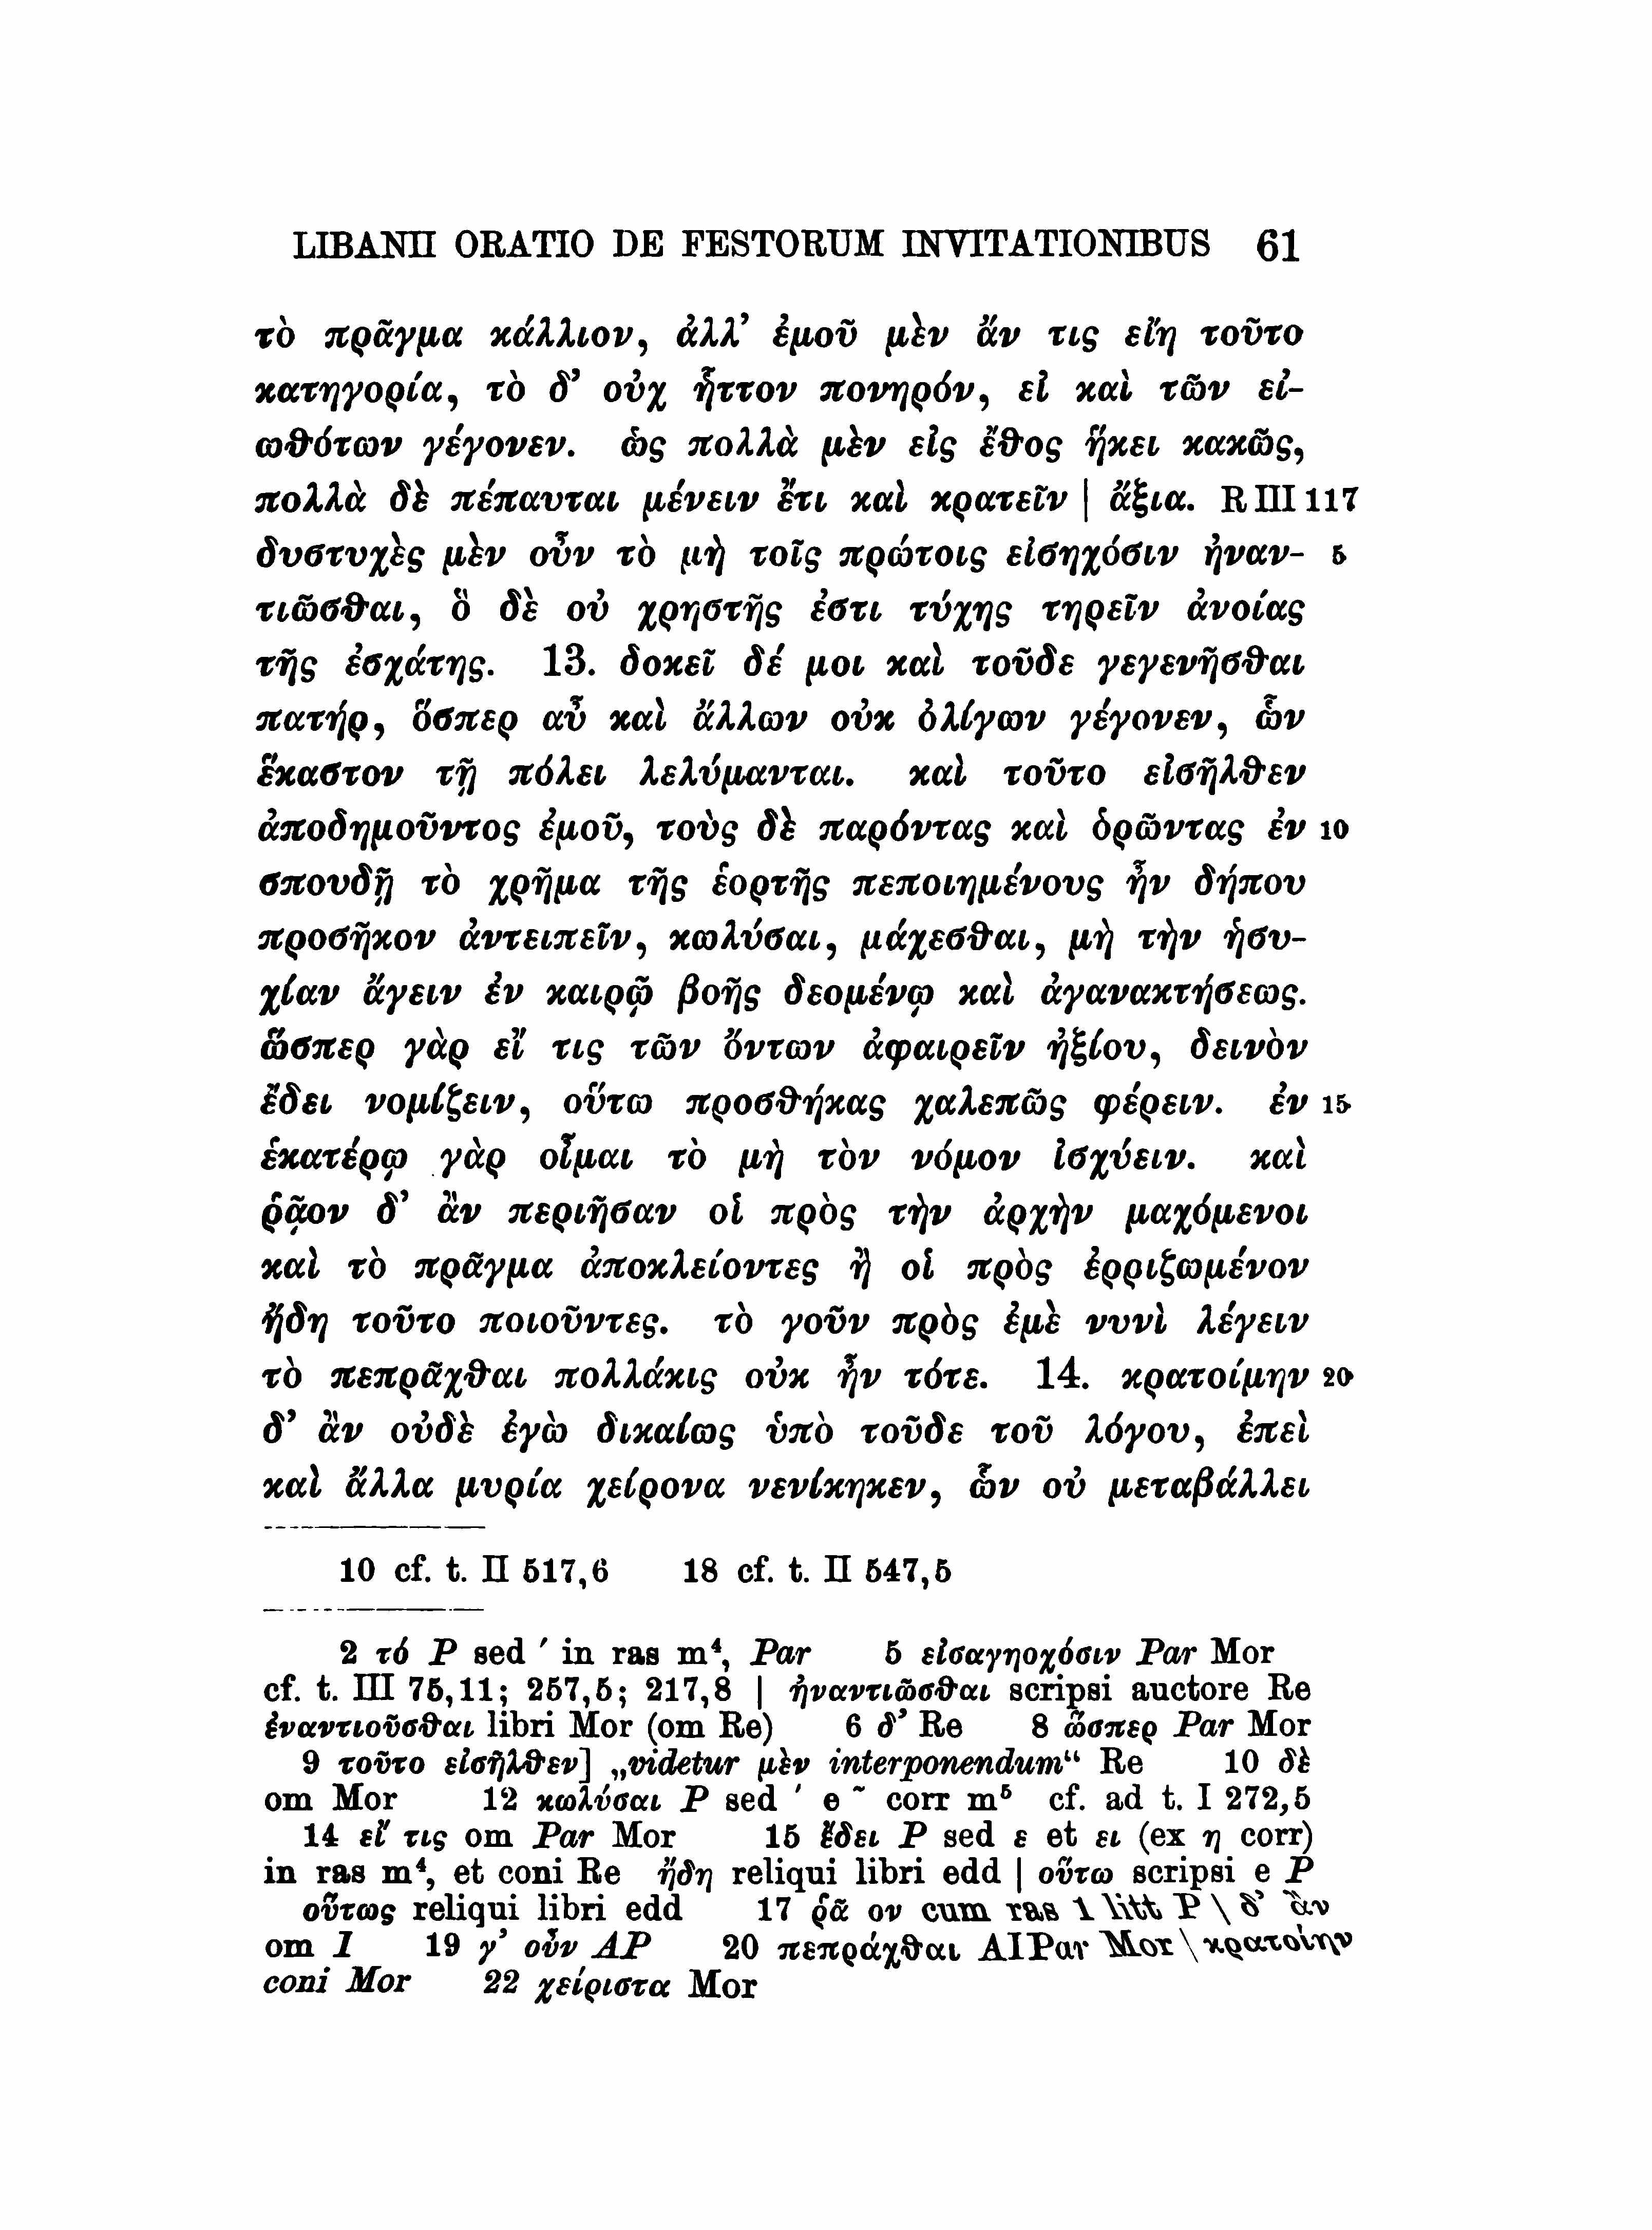 LIBANII ORATIO DE FESTORUM INVITATIONIBUS 61
τὸ πρᾶγμα κάλλιον, ἀλλ’ ἐμοῦ μὲν ἄν τις εἴη τοῦτο
κατηγορία, τὸ δ’ οὐχ ἧττον πονηρόν, εἰ καὶ τῶν εἰ-
ωθότων γέγονεν. ὡς πολλὰ μὲν εἰς ἔθος ἥκει κακῶς,
πολλὰ δὲ πέπαυται μένειν ἔτι καὶ κρατεῖν | ἄξια. R III 117
δυστυχὲς μὲν οὖν τὸ μὴ τοῖς πρώτοις εἰσηχόσιν ἠναν- 5
τιῶσθαι, ὃ δὲ οὐ χρηστῆς ἐστι τύχης τηρεῖν ἀνοίας
τῆς ἐσχάτης. 13. δοκεῖ δέ μοι καὶ τοῦδε γεγενῆσθαι
πατήρ, ὅσπερ αὖ καὶ ἄλλων οὐκ ὀλίγων γέγονεν, ὧν
ἕκαστον τῇ πόλει λελύμανται. καὶ τοῦτο εἰσῆλθεν
ἀποδημοῦντος ἐμοῦ, τοὺς δὲ παρόντας καὶ ὁρῶντας ἐν 10
σπουδῇ τὸ χρῆμα τῆς ἑορτῆς πεποιημένους ἦν δήπου
προσῆκον ἀντειπεῖν, κωλύσαι, μάχεσθαι, μὴ τὴν ἡσυ-
χίαν ἄγειν ἐν καιρῷ βοῆς δεομένῳ καὶ ἀγανακτήσεως.
ὥσπερ γὰρ εἴ τις τῶν ὄντων ἀφαιρεῖν ἠξίου, δεινὸν
ἔδει νομίζειν, οὕτω προσθήκας χαλεπῶς φέρειν. ἐν 15
ἑκατέρῳ γὰρ οἶμαι τὸ μὴ τὸν νόμον ἰσχύειν. καὶ
ῥᾷον δ’ ἂν περιῆσαν οἱ πρὸς τὴν ἀρχὴν μαχόμενοι
καὶ τὸ πρᾶγμα ἀποκλείοντες ἢ οἱ πρὸς ἐρριζωμένον
ἤδη τοῦτο ποιοῦντες. τὸ γοῦν πρὸς ἐμὲ νυνὶ λέγειν
τὸ πεπρᾶχθαι πολλάκις οὐκ ἦν τότε. 14. κρατοίμην 20
δ’ ἂν οὐδὲ ἐγὼ δικαίως ὑπὸ τοῦδε τοῦ λόγου, ἐπεὶ
καὶ ἄλλα μυρία χείρονα νενίκηκεν, ὧν οὐ μεταβάλλει
10 cf. t. II 517,6 18 cf. t. II 547,5
2 τό P sed ′ in ras m⁴, Par 5 εἰσαγηοχόσιν Par Mor
cf. t. III 75,11; 257,5; 217,8 | ἠναντιῶσθαι scripsi auctore Re
ἐναντιοῦσθαι libri Mor (om Re) 6 δ’ Re 8 ὥσπερ Par Mor
9 τοῦτο εἰσῆλθεν] „videtur μὲν interponendum“ Re 10 δὲ
om Mor 12 κωλύσαι P sed ′ e ~ corr m⁵ cf. ad t. I 272,5
14 εἴ τις om Par Mor 15 ἔδει P sed ε et ει (ex η corr)
in ras m⁴, et coni Re ἤδη reliqui libri edd | οὕτω scripsi e P
οὕτως reliqui libri edd 17 ῥᾶ ον cum ras 1 litt P | δ’ ἂν
om I 19 γ’ οὖν AP 20 πεπράχθαι AIPar Mor | κρατοίην
coni Mor 22 χείριστα Mor